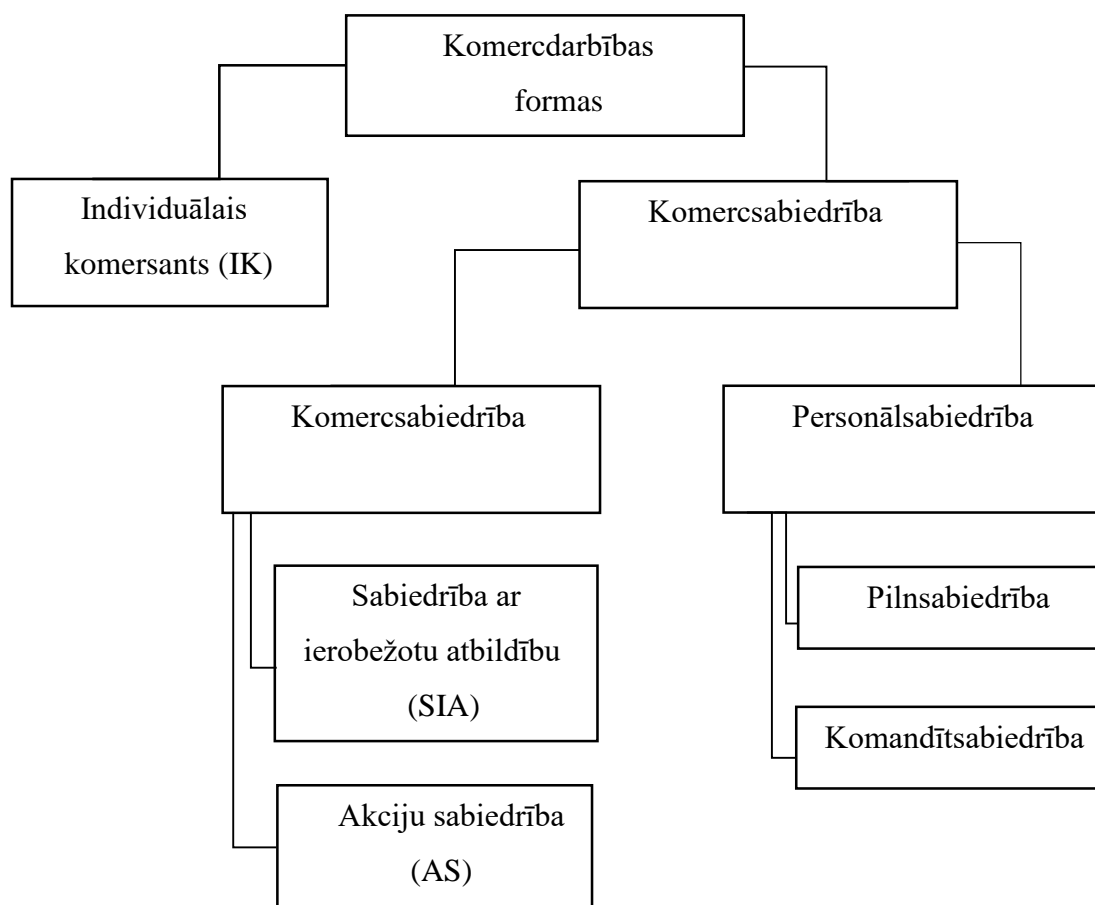 Komercdarbības
formas
Individuālais
komersants (IK)
Komercsabiedrība
Komercsabiedrība
Personālsabiedrība
Sabiedrība ar
ierobežotu atbildību
(SIA)
Pilnsabiedrība
Komandītsabiedrība
Akciju sabiedrība
(AS)